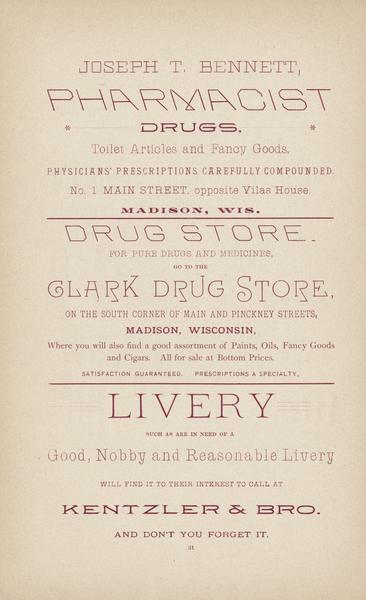 JOSEPH T. BENNETT,
PHARMACIST
* DRUGS, *
Toilet Articles and Fancy Goods.
PHYSICIANS' PRESCRIPTIONS CAREFULLY COMPOUNDED.
No. 1 MAIN STREET, opposite Vilas House.
MADISON, WIS.
DRUG STORE.
FOR PURE DRUGS AND MEDICINES,
GO TO THE
CLARK DRUG STORE,
ON THE SOUTH CORNER OF MAIN AND PINCKNEY STREETS,
MADISON, WISCONSIN,
Where you will also find a good assortment of Paints, Oils, Fancy Goods
and Cigars. All for sale at Bottom Prices.
SATISFACTION GUARANTEED. PRESCRIPTIONS A SPECIALTY,
LIVERY
SUCH AS ARE IN NEED OF A
Good, Nobby and Reasonable Livery
WILL FIND IT TO THEIR INTEREST TO CALL AT
KENTZLER & BRO.
AND DON'T YOU FORGET IT.
31